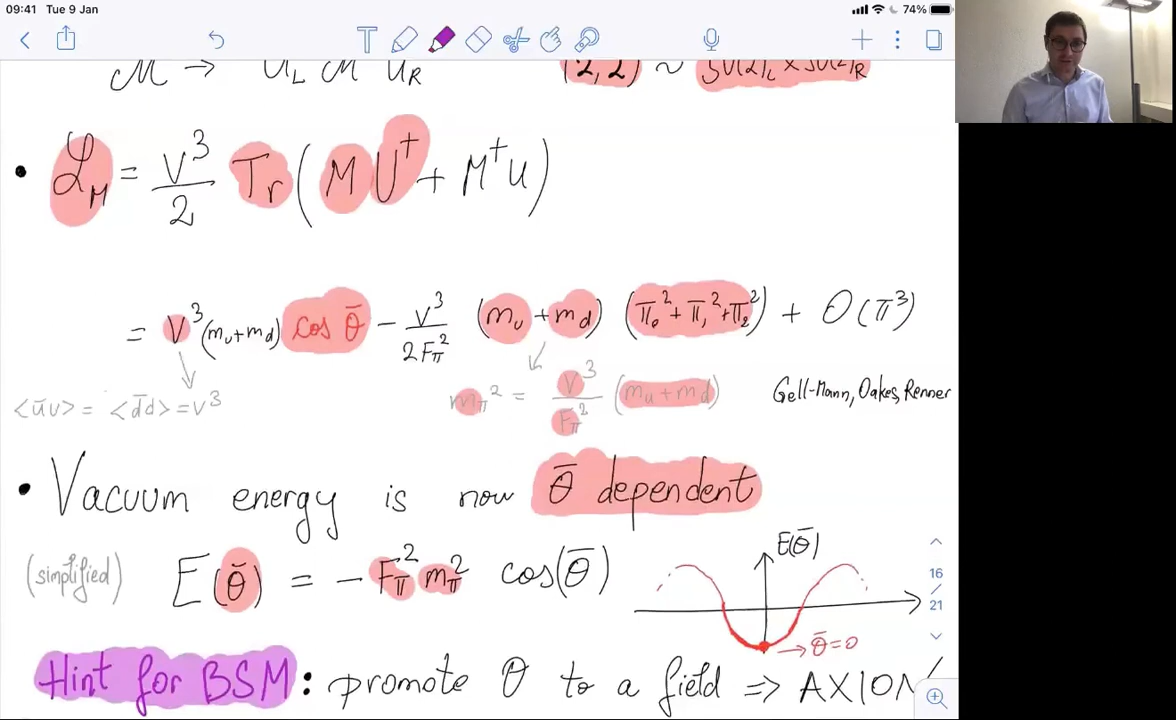 09:41 Tue 9 Jan 74%
M → U_L M U_R (2,2) ~ SU(2)_L × SU(2)_R
• ℒ_M = V³/2 Tr(M U† + M†U)
= V³(m_u+m_d) cos θ̄ − V³/2F_π² (m_u+m_d) (π₀²+π₁²+π₂²) + O(π³)
<ūu> = <d̄d> = v³ m_π² = V³/F_π² (m_u+m_d) Gell-Mann, Oakes, Renner
• Vacuum energy is now θ̄ dependent
(simplified) E(θ̄) = − F_π² m_π² cos(θ̄)
E(θ̄)
→ θ̄=0
16
/
21
Hint for BSM: promote θ to a field ⇒ AXION